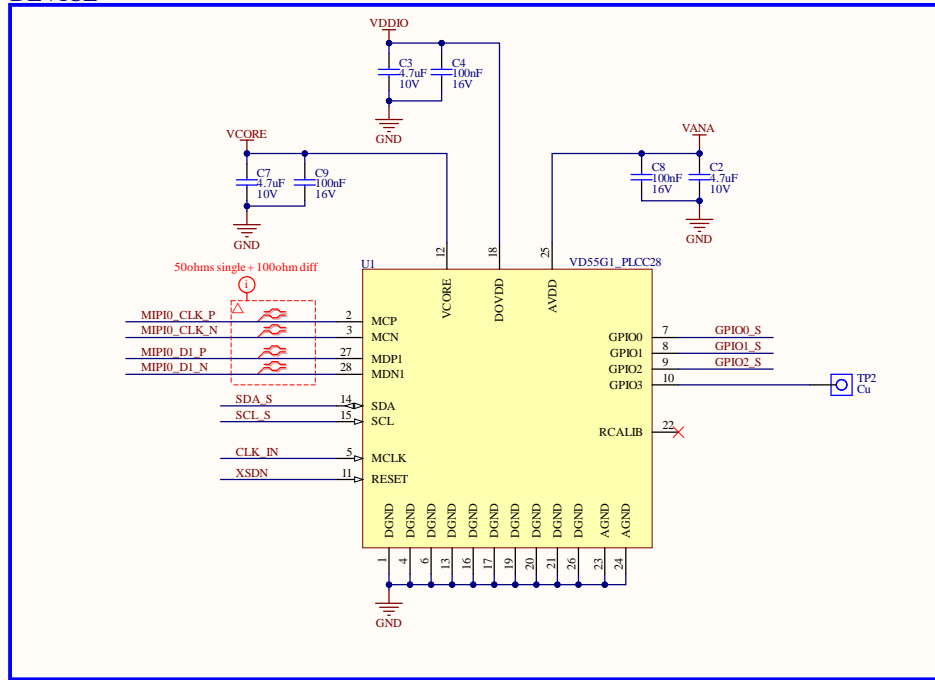 VDDIO
C3
4.7uF
10V
C4
100nF
16V
GND
VCORE
C7
4.7uF
10V
C9
100nF
16V
GND
VANA
C8
100nF
16V
C2
4.7uF
10V
GND
50ohms single + 100ohm diff
i
U1
VD55G1_PLCC28
12
18
25
VCORE
DOVDD
AVDD
MIPI0_CLK_P 2 MCP
MIPI0_CLK_N 3 MCN
MIPI0_D1_P 27 MDP1
MIPI0_D1_N 28 MDN1
SDA_S 14 SDA
SCL_S 15 SCL
CLK_IN 5 MCLK
XSDN 11 RESET
GPIO0 7 GPIO0_S
GPIO1 8 GPIO1_S
GPIO2 9 GPIO2_S
GPIO3 10
TP2
Cu
RCALIB 22
DGND DGND DGND DGND DGND DGND DGND DGND DGND DGND AGND AGND
1 4 6 13 16 17 19 20 21 26 23 24
GND